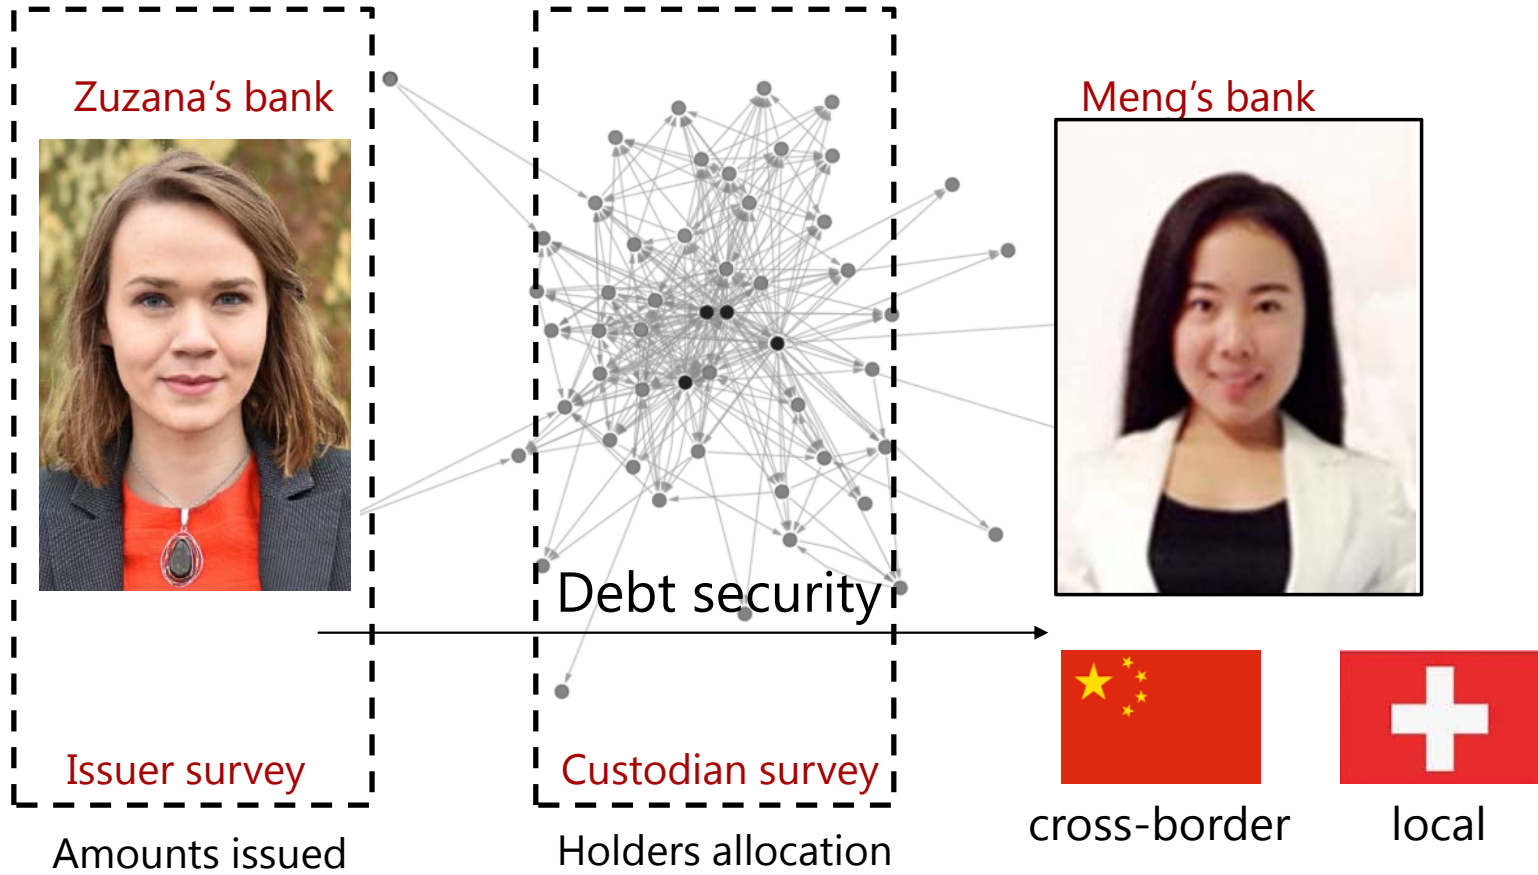 Zuzana’s bank
Meng’s bank
Debt security
Issuer survey
Custodian survey
cross-border
local
Amounts issued
Holders allocation